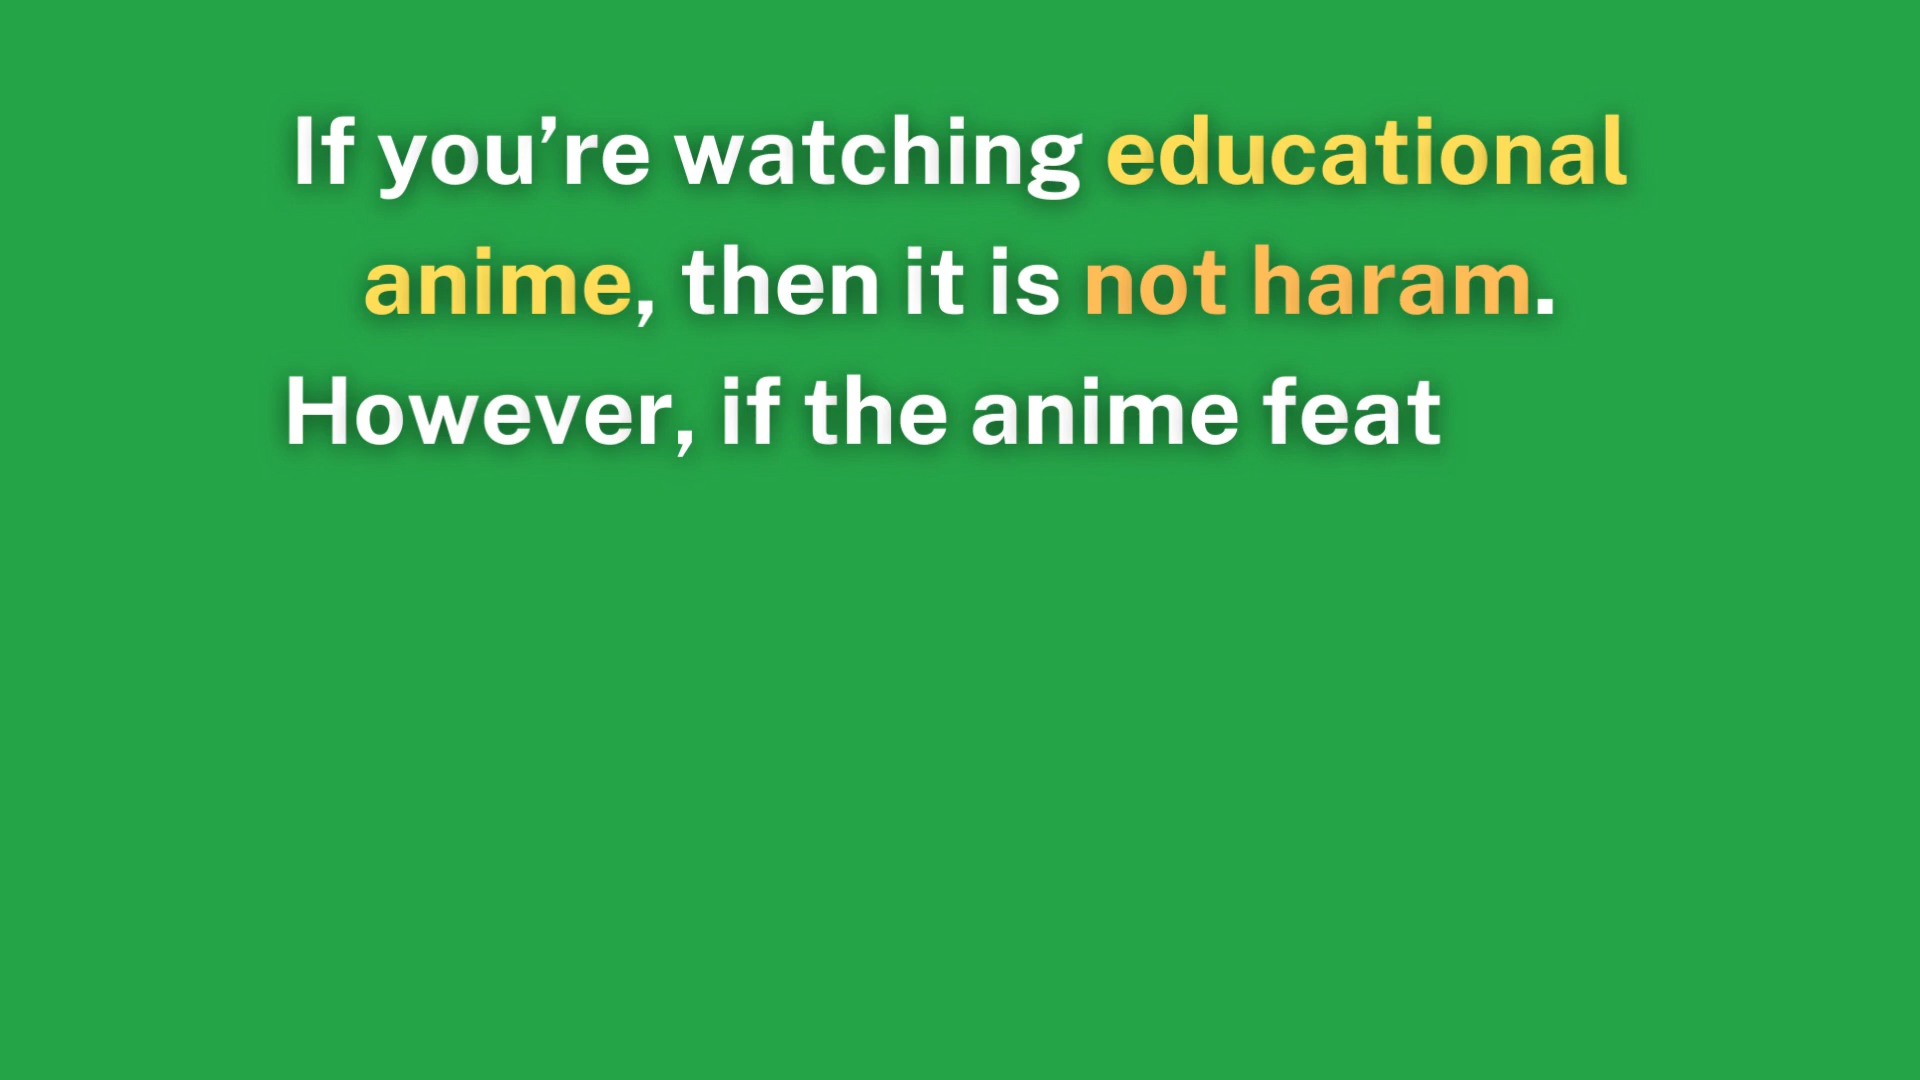 If you’re watching educational
anime, then it is not haram.
However, if the anime feat